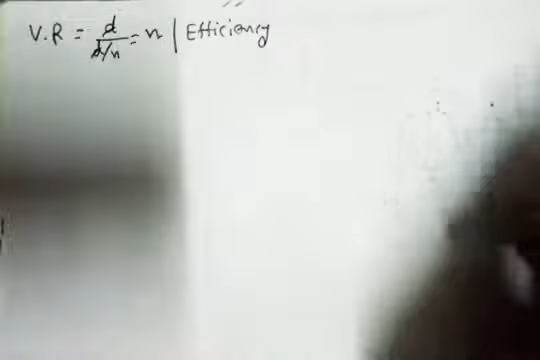 V.R = d/d/n = n | Efficiency